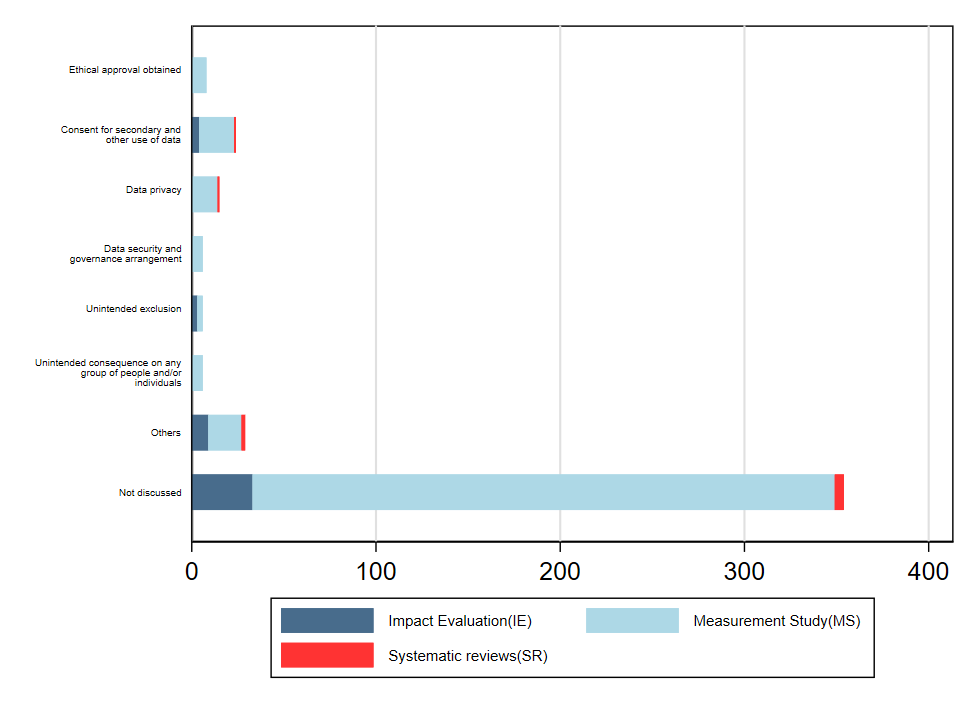 Ethical approval obtained
Consent for secondary and
other use of data
Data privacy
Data security and
governance arrangement
Unintended exclusion
Unintended consequence on any
group of people and/or
individuals
Others
Not discussed
0 100 200 300 400
Impact Evaluation(IE) Measurement Study(MS)
Systematic reviews(SR)